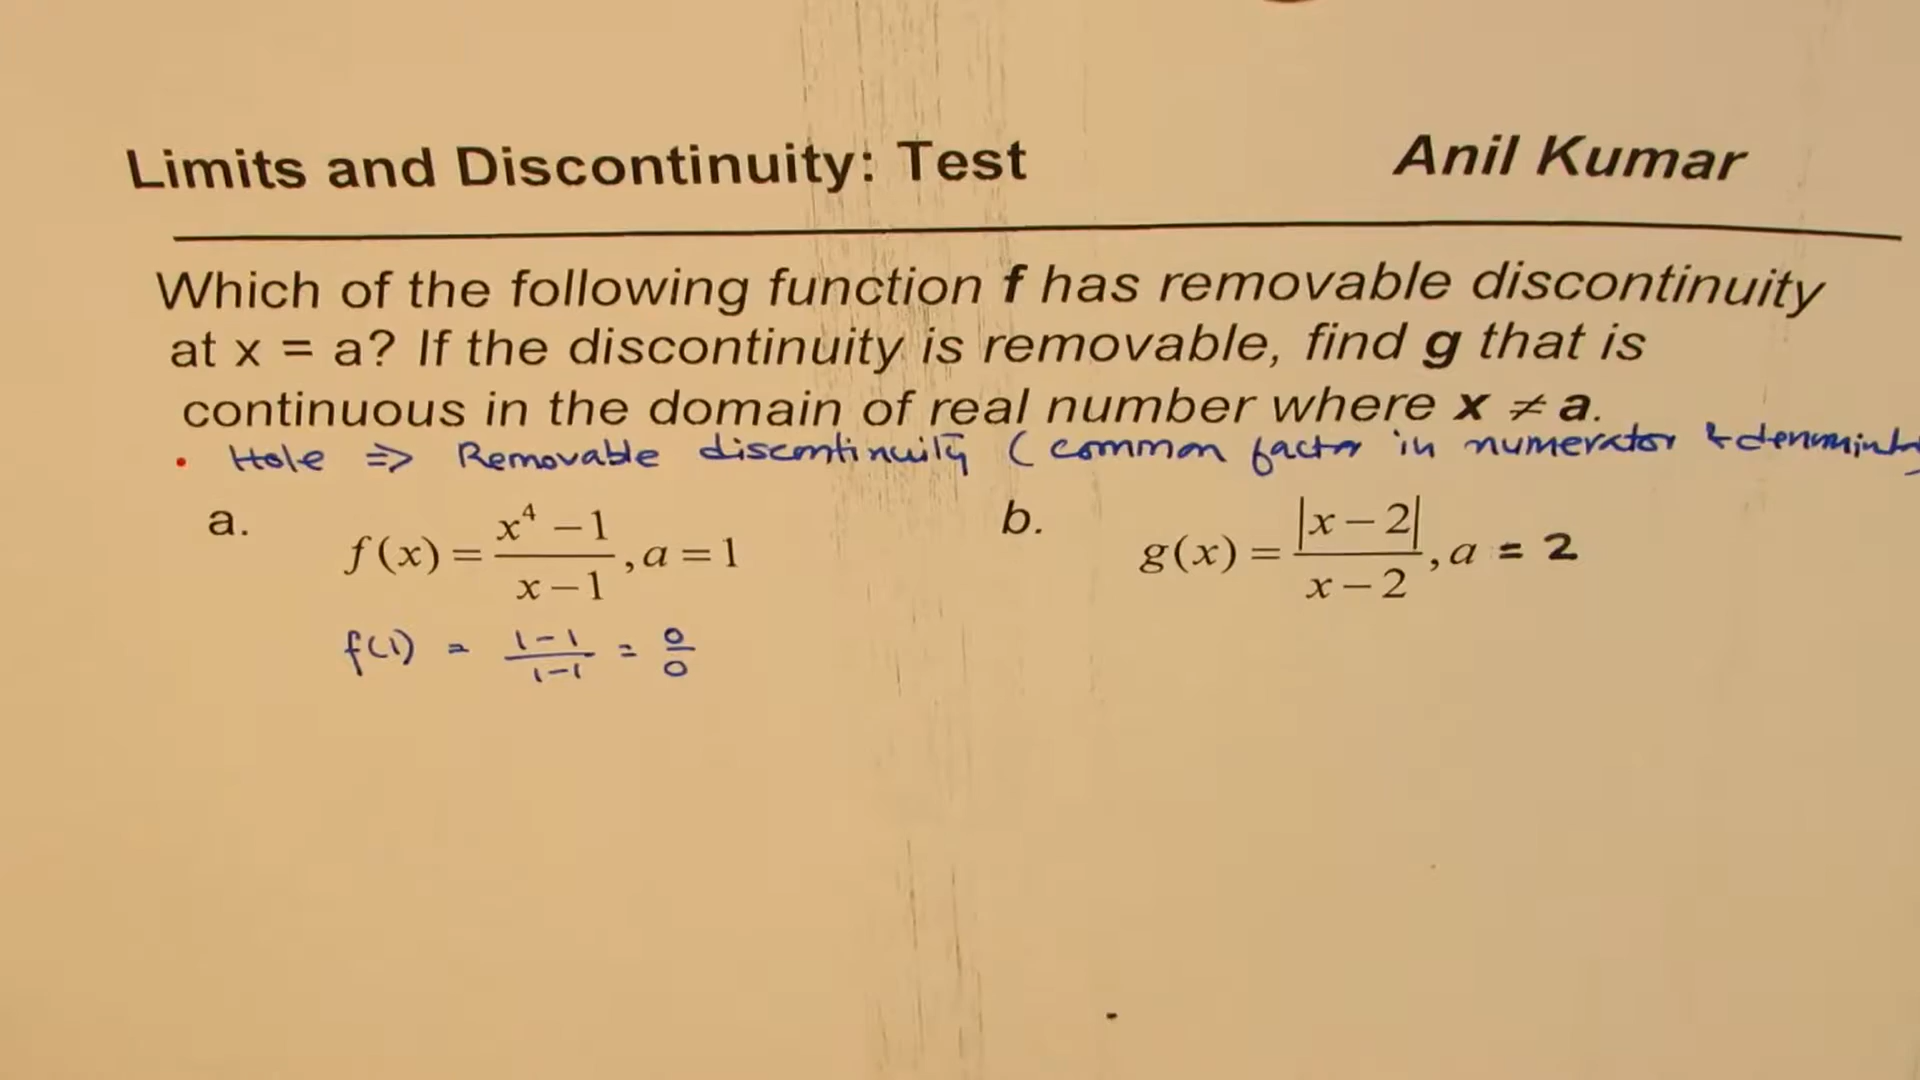 Limits and Discontinuity: Test Anil Kumar
Which of the following function f has removable discontinuity
at x = a? If the discontinuity is removable, find g that is
continuous in the domain of real number where x ≠ a.
• Hole ⇒ Removable discontinuity (common factor in numerator &
a. f(x) = (x⁴ − 1)/(x − 1), a = 1 b. g(x) = |x − 2|/(x − 2), a = 2
f(1) = (1 - 1)/(1 - 1) = 0/0